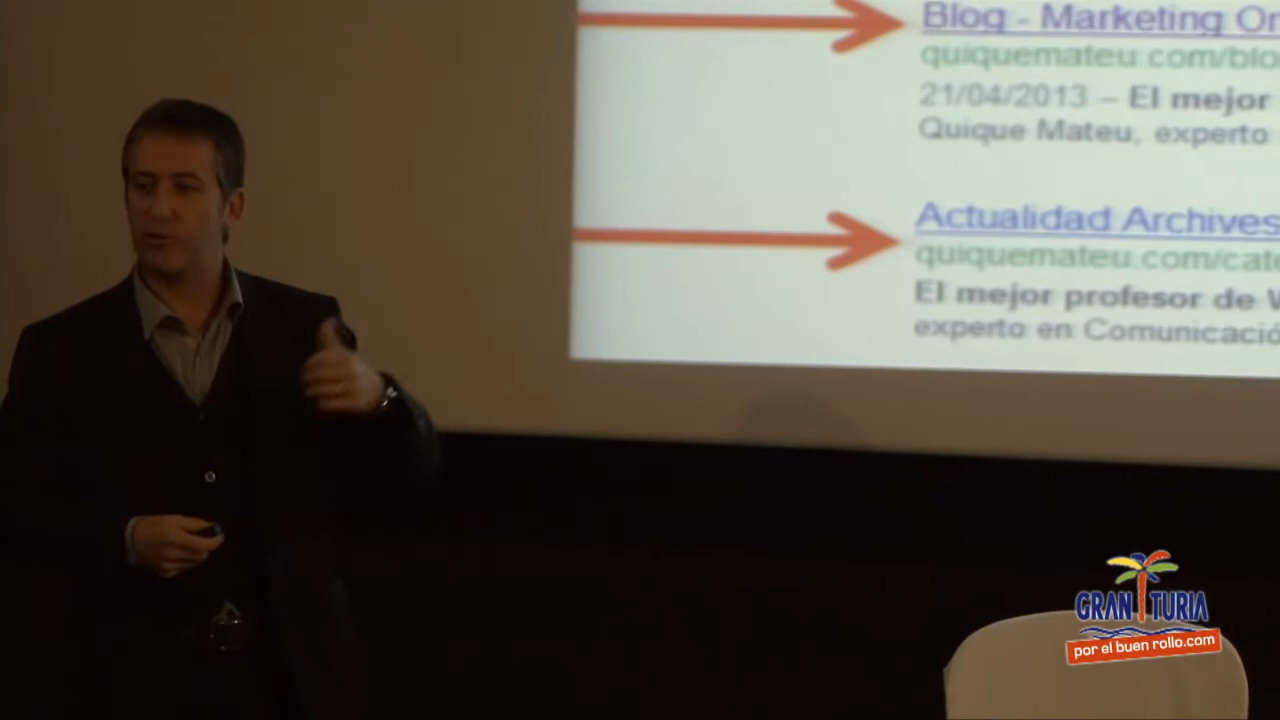 Blog - Marketing
quiquemateu.com/blo
21/04/2013 – El mejor
Quique Mateu, experto
Actualidad Archives
quiquemateu.com/cate
El mejor profesor de
experto en Comunicació
GRAN TURIA
por el buen rollo.com